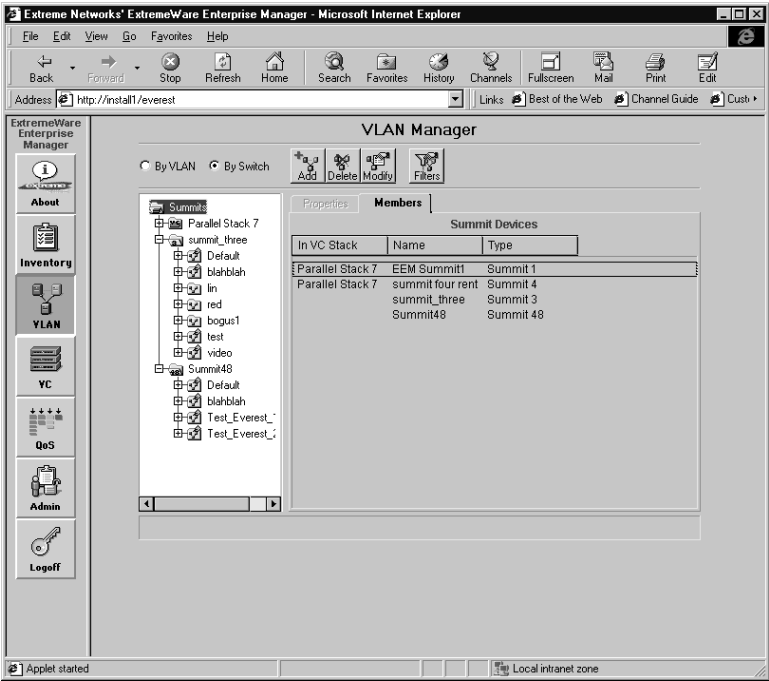 Extreme Networks' ExtremeWare Enterprise Manager - Microsoft Internet Explorer
File Edit View Go Favorites Help
Back Forward Stop Refresh Home Search Favorites History Channels Fullscreen Mail Print Edit
Address http://install1/everest Links Best of the Web Channel Guide Custo
ExtremeWare
Enterprise
Manager
VLAN Manager
By VLAN By Switch
Add Delete Modify Filters
About
Inventory
VLAN
VC
QoS
Admin
Logoff
Summits
Parallel Stack 7
summit_three
Default
blahblah
lin
red
bogus1
test
video
Summit48
Default
blahblah
Test_Everest_
Test_Everest_
Properties Members
Summit Devices
In VC Stack Name Type
Parallel Stack 7 EEM Summit1 Summit 1
Parallel Stack 7 summit four rent Summit 4
summit_three Summit 3
Summit48 Summit 48
Applet started Local intranet zone